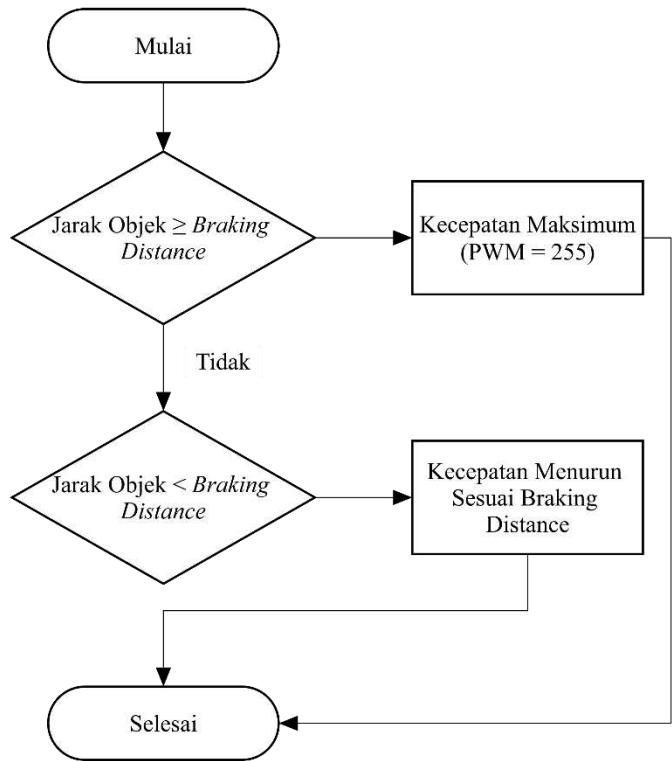 Mulai
Jarak Objek ≥ Braking
Distance
Kecepatan Maksimum
(PWM = 255)
Tidak
Jarak Objek < Braking
Distance
Kecepatan Menurun
Sesuai Braking
Distance
Selesai